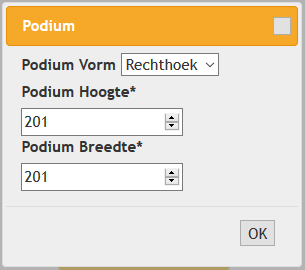 Podium
Podium Vorm Rechthoek
Podium Hoogte*
201
Podium Breedte*
201
OK